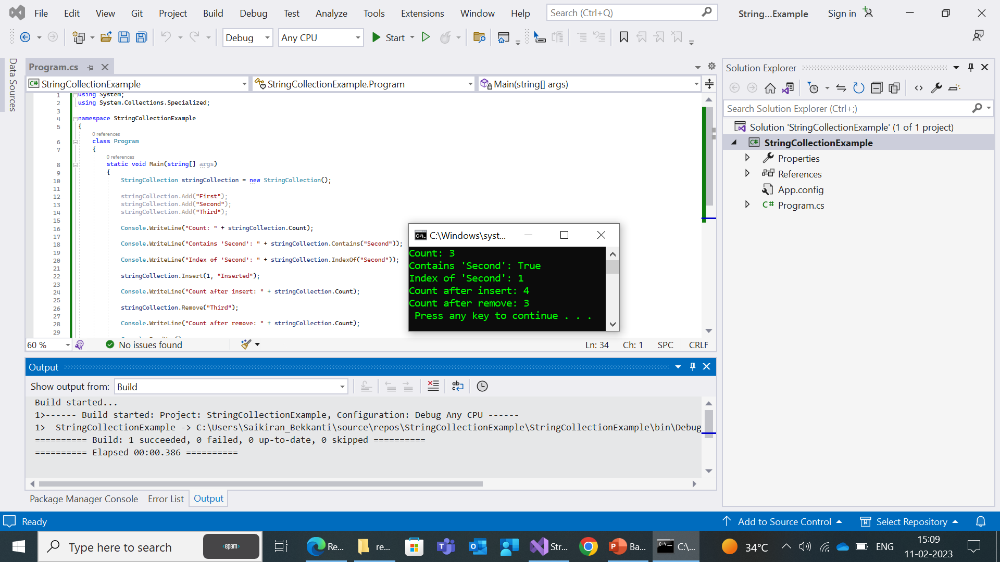 File Edit View Git Project Build Debug Test Analyze Tools Extensions Window Help Search (Ctrl+Q) String...Example Sign in
Debug Any CPU Start
Data Sources
Program.cs
StringCollectionExample StringCollectionExample.Program Main(string[] args)
1 using System;
2 using System.Collections.Specialized;
3
4 namespace StringCollectionExample
5 {
0 references
6 class Program
7 {
0 references
8 static void Main(string[] args)
9 {
10 StringCollection stringCollection = new StringCollection();
11
12 stringCollection.Add("First");
13 stringCollection.Add("Second");
14 stringCollection.Add("Third");
15
16 Console.WriteLine("Count: " + stringCollection.Count);
17
18 Console.WriteLine("Contains 'Second': " + stringCollection.Contains("Second"));
19
20 Console.WriteLine("Index of 'Second': " + stringCollection.IndexOf("Second"));
21
22 stringCollection.Insert(1, "Inserted");
23
24 Console.WriteLine("Count after insert: " + stringCollection.Count);
25
26 stringCollection.Remove("Third");
27
28 Console.WriteLine("Count after remove: " + stringCollection.Count);
29
60 % No issues found Ln: 34 Ch: 1 SPC CRLF
C:\Windows\syst...
Count: 3
Contains 'Second': True
Index of 'Second': 1
Count after insert: 4
Count after remove: 3
Press any key to continue . . .
Output
Show output from: Build
Build started...
1>------ Build started: Project: StringCollectionExample, Configuration: Debug Any CPU ------
1>  StringCollectionExample -> C:\Users\Saikiran_Bekkanti\source\repos\StringCollectionExample\StringCollectionExample\bin\Debug
========== Build: 1 succeeded, 0 failed, 0 up-to-date, 0 skipped ==========
========== Elapsed 00:00.386 ==========
Package Manager Console Error List Output
Solution Explorer
Search Solution Explorer (Ctrl+;)
Solution 'StringCollectionExample' (1 of 1 project)
C# StringCollectionExample
Properties
References
App.config
C# Program.cs
Ready Add to Source Control Select Repository
Type here to search <epam> Re... re... Str... Ba... C:\... 34°C ENG 15:09
11-02-2023